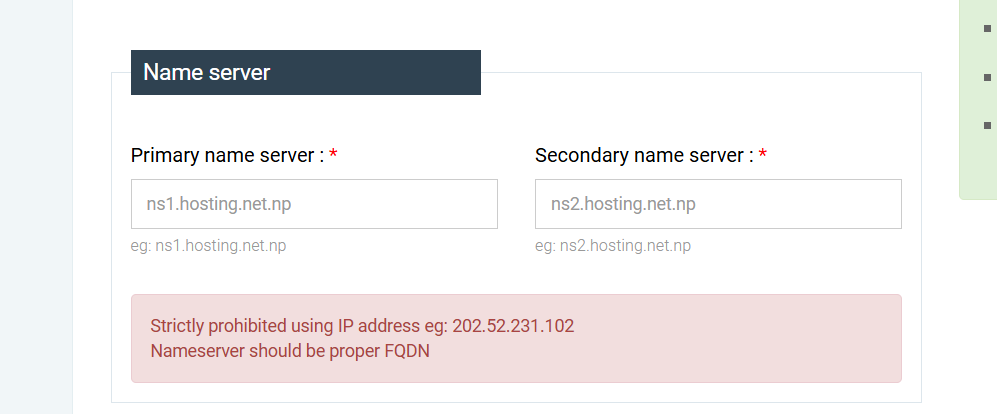 Name server
Primary name server : *
Secondary name server : *
ns1.hosting.net.np
ns2.hosting.net.np
eg: ns1.hosting.net.np
eg: ns2.hosting.net.np
Strictly prohibited using IP address eg: 202.52.231.102
Nameserver should be proper FQDN